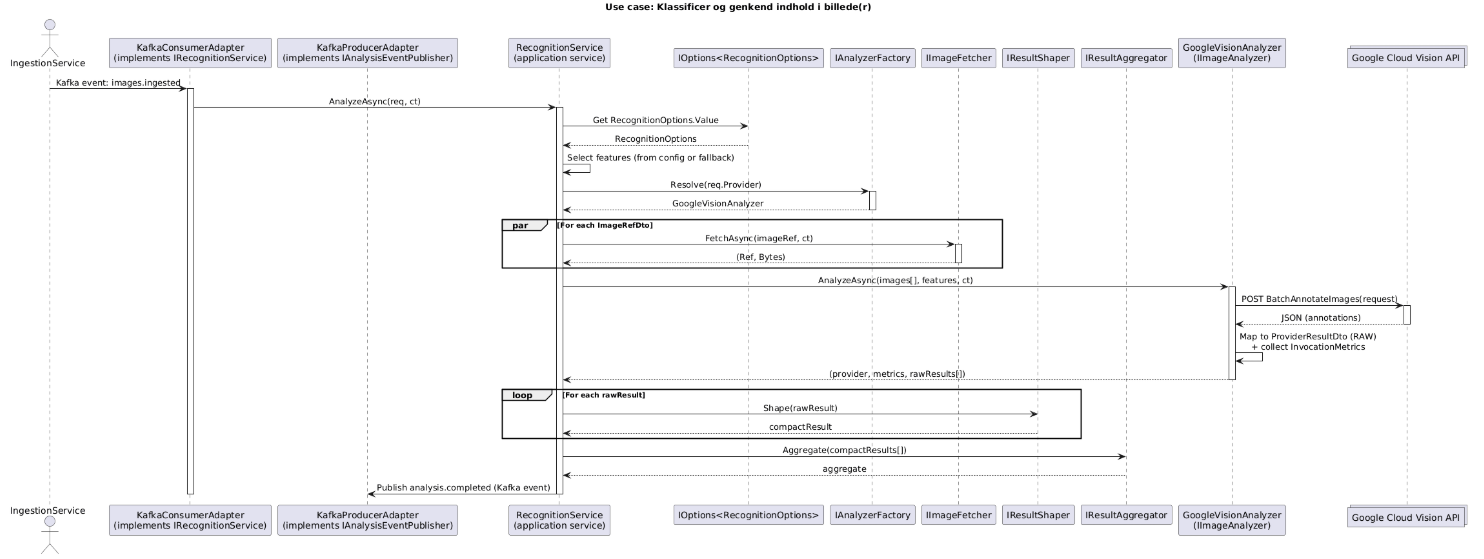 Use case: Klassificer og genkend indhold i billede(r)
IngestionService
KafkaConsumerAdapter
(implements IRecognitionService)
KafkaProducerAdapter
(implements IAnalysisEventPublisher)
RecognitionService
(application service)
IOptions<RecognitionOptions>
IAnalyzerFactory
IImageFetcher
IResultShaper
IResultAggregator
GoogleVisionAnalyzer
(IImageAnalyzer)
Google Cloud Vision API
Kafka event: images.ingested
AnalyzeAsync(req, ct)
Get RecognitionOptions.Value
RecognitionOptions
Select features (from config or fallback)
Resolve(req.Provider)
GoogleVisionAnalyzer
par [For each ImageRefDto]
FetchAsync(imageRef, ct)
(Ref, Bytes)
AnalyzeAsync(images[], features, ct)
POST BatchAnnotateImages(request)
JSON (annotations)
Map to ProviderResultDto (RAW)
+ collect InvocationMetrics
(provider, metrics, rawResults[])
loop [For each rawResult]
Shape(rawResult)
compactResult
Aggregate(compactResults[])
aggregate
Publish analysis.completed (Kafka event)
IngestionService
KafkaConsumerAdapter
(implements IRecognitionService)
KafkaProducerAdapter
(implements IAnalysisEventPublisher)
RecognitionService
(application service)
IOptions<RecognitionOptions>
IAnalyzerFactory
IImageFetcher
IResultShaper
IResultAggregator
GoogleVisionAnalyzer
(IImageAnalyzer)
Google Cloud Vision API